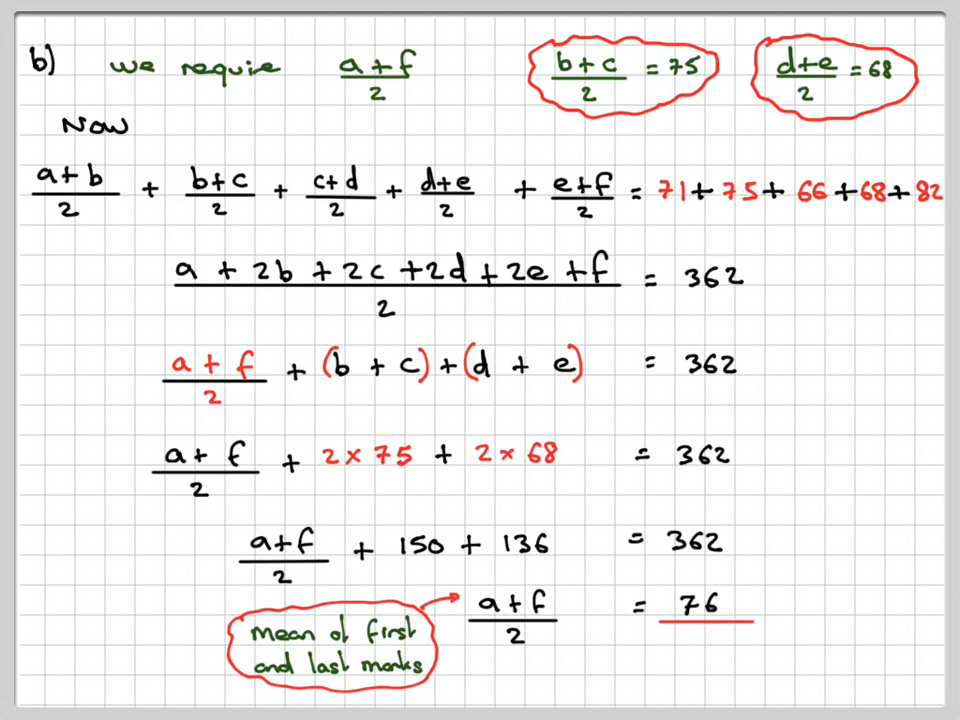 b) we require a+f/2 b+c/2 = 75 d+e/2 = 68
Now
a+b/2 + b+c/2 + c+d/2 + d+e/2 + e+f/2 = 71 + 75 + 66 + 68 + 82
a + 2b + 2c + 2d + 2e + f/2 = 362
a + f/2 + (b + c) + (d + e) = 362
a + f/2 + 2 × 75 + 2 × 68 = 362
a+f/2 + 150 + 136 = 362
a+f/2 = 76
mean of first
and last marks